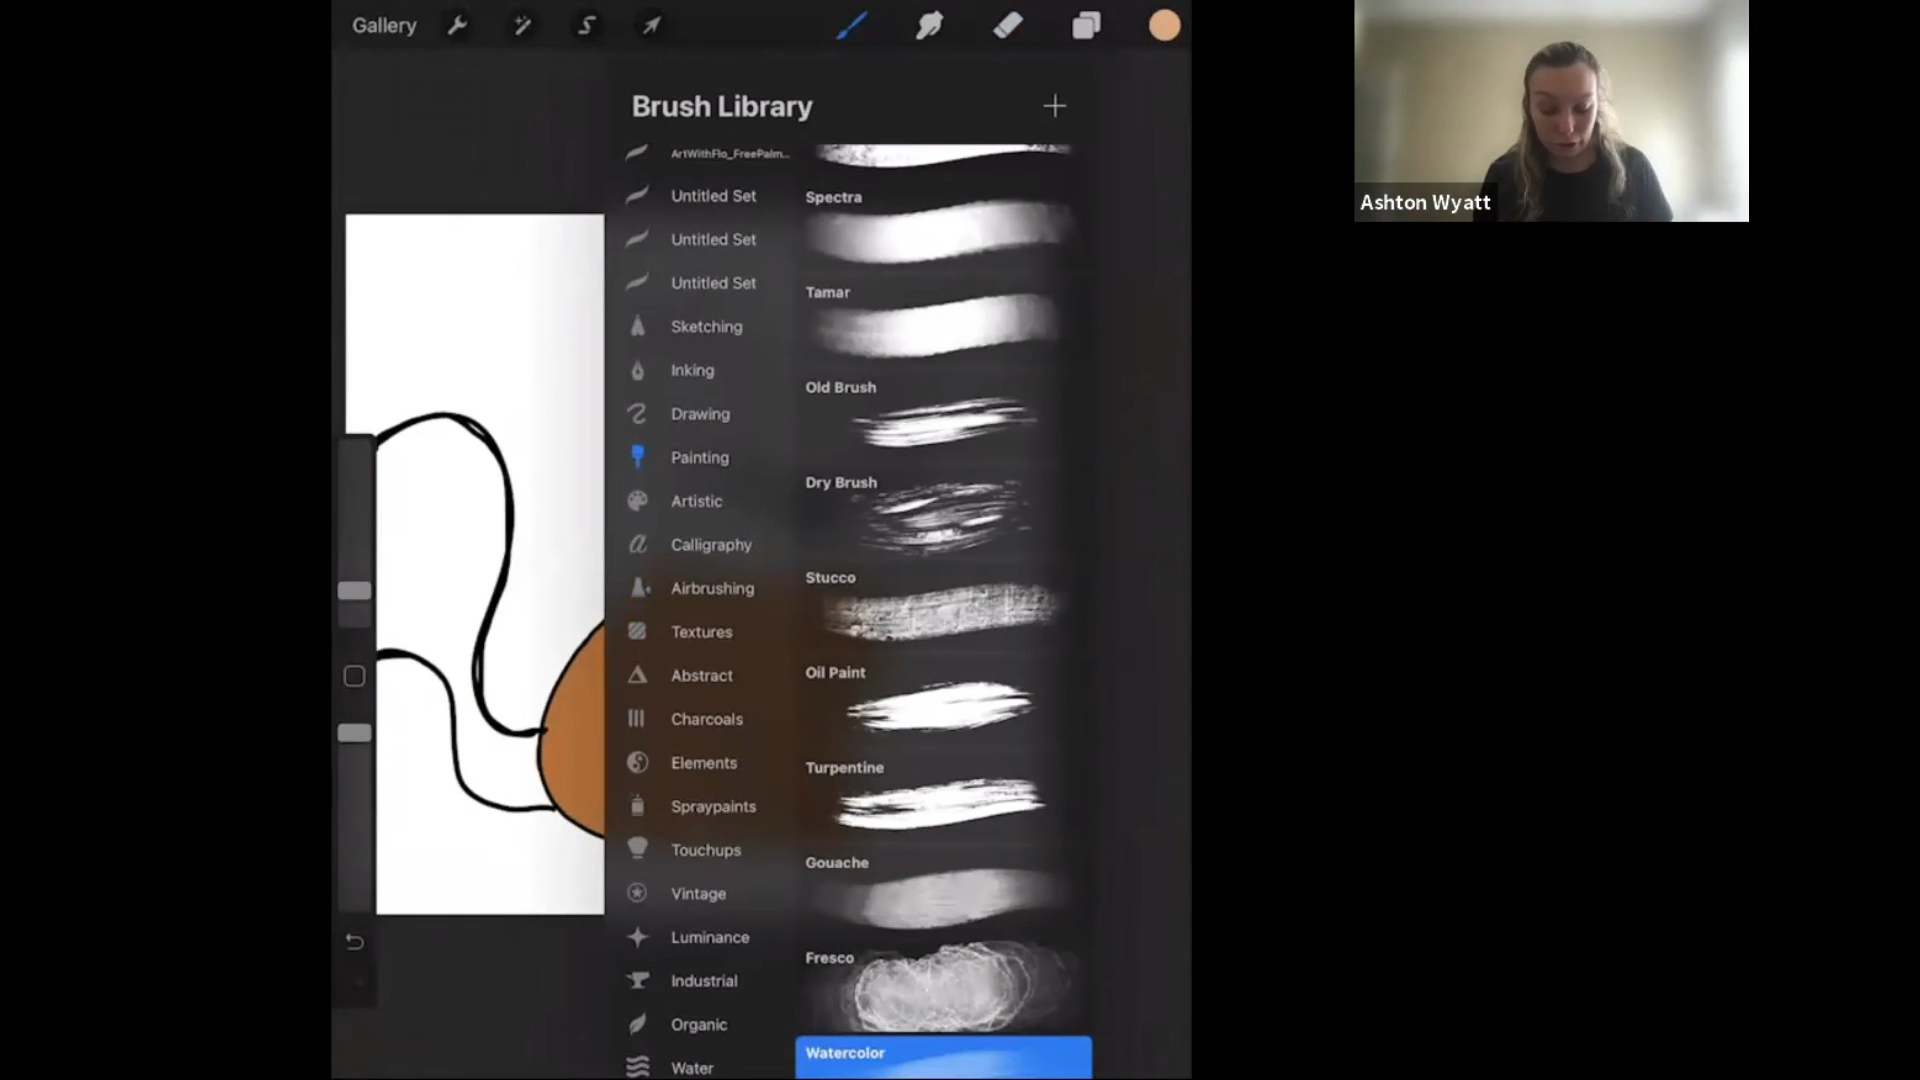 Gallery
Brush Library
ArtWithFlo_FreePalm...
Untitled Set
Untitled Set
Untitled Set
Sketching
Inking
Drawing
Painting
Artistic
Calligraphy
Airbrushing
Textures
Abstract
Charcoals
Elements
Spraypaints
Touchups
Vintage
Luminance
Industrial
Organic
Water
Spectra
Tamar
Old Brush
Dry Brush
Stucco
Oil Paint
Turpentine
Gouache
Fresco
Watercolor
Ashton Wyatt